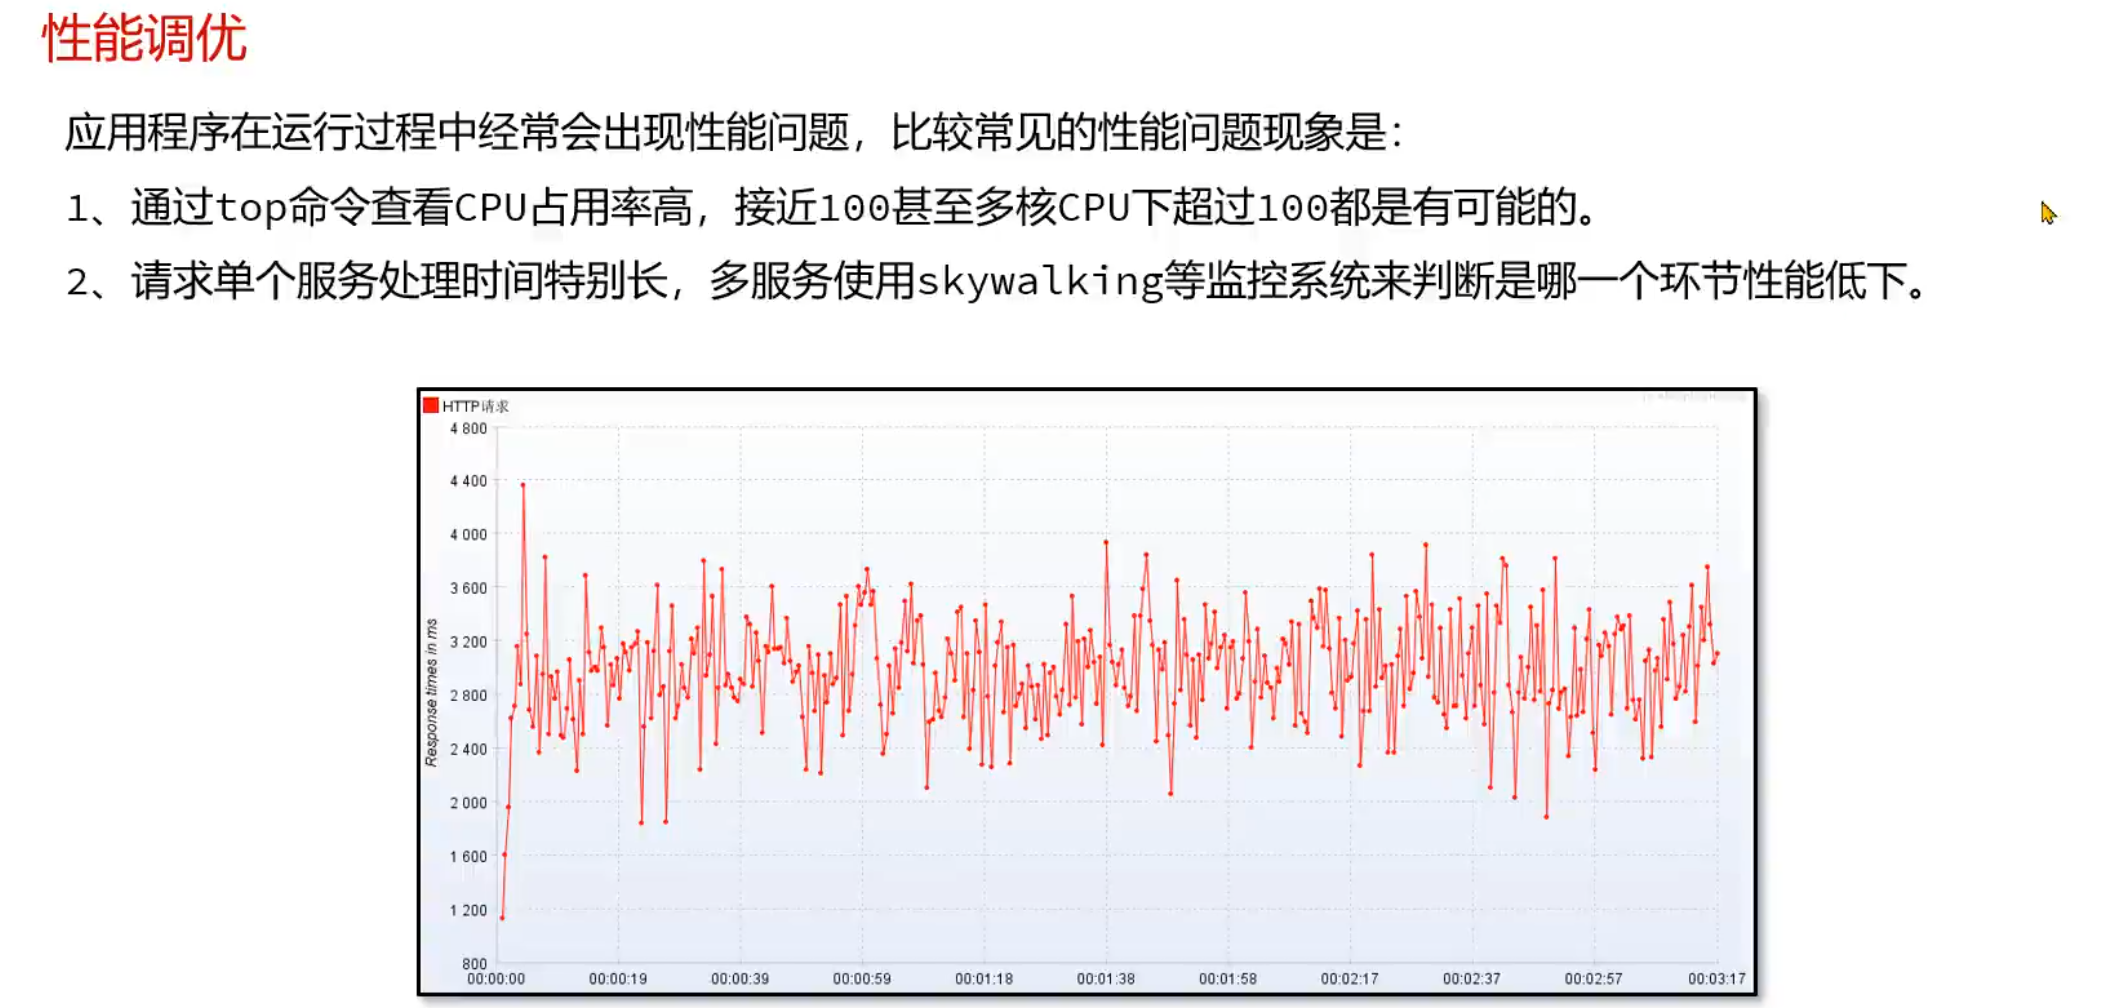 性能调优
应用程序在运行过程中经常会出现性能问题，比较常见的性能问题现象是：
1、通过top命令查看CPU占用率高，接近100甚至多核CPU下超过100都是有可能的。
2、请求单个服务处理时间特别长，多服务使用skywalking等监控系统来判断是哪一个环节性能低下。
HTTP请求
4 800
4 400
4 000
3 600
3 200
2 800
2 400
2 000
1 600
1 200
800
Response times in ms
00:00:00 00:00:19 00:00:39 00:00:59 00:01:18 00:01:38 00:01:58 00:02:17 00:02:37 00:02:57 00:03:17